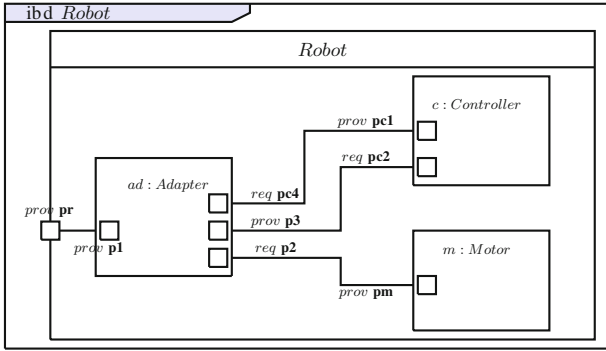 ibd Robot
Robot
c : Controller
prov pc1
req pc2
ad : Adapter
req pc4
prov pr
prov p3
prov p1
req p2
m : Motor
prov pm